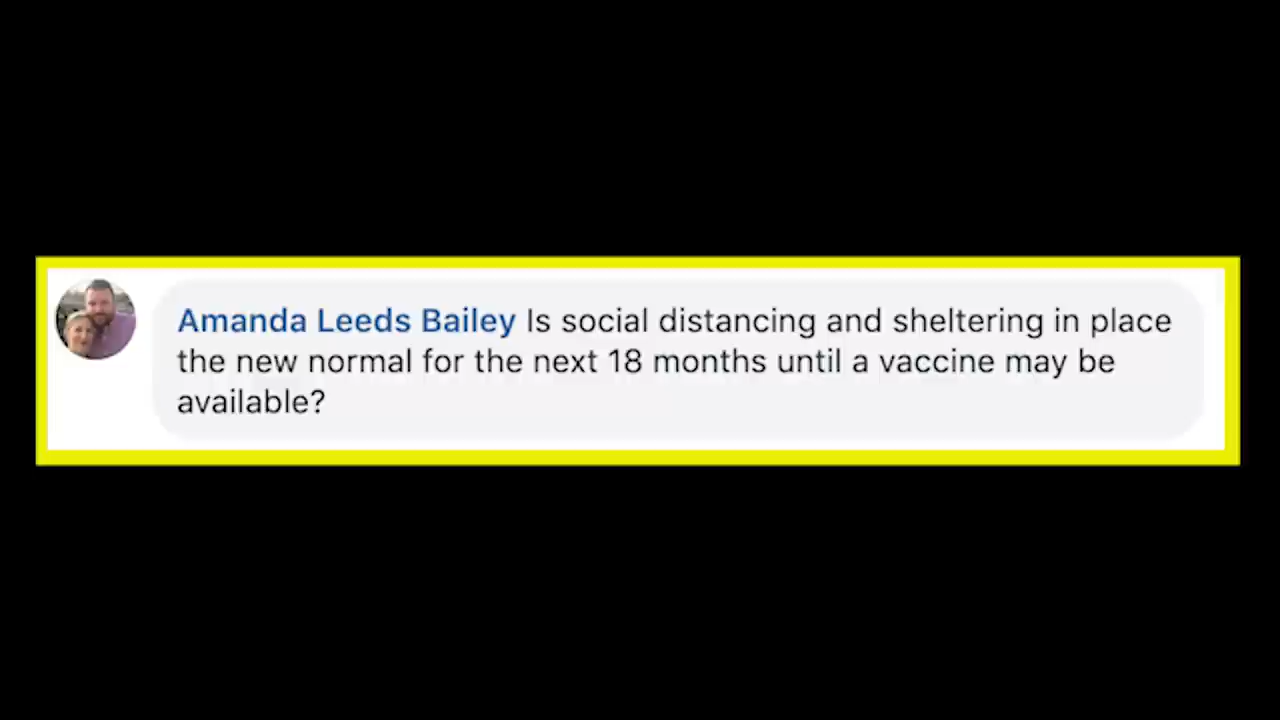 Amanda Leeds Bailey Is social distancing and sheltering in place
the new normal for the next 18 months until a vaccine may be
available?